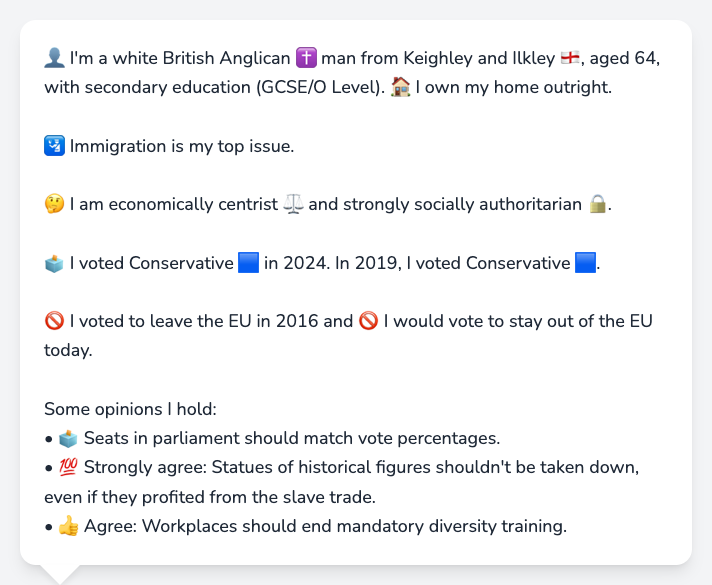 👤 I'm a white British Anglican ✝️ man from Keighley and Ilkley 🏴󠁧󠁢󠁥󠁮󠁧󠁿, aged 64,
with secondary education (GCSE/O Level). 🏠 I own my home outright.
🛂 Immigration is my top issue.
🤔 I am economically centrist ⚖️ and strongly socially authoritarian 🔒.
🗳️ I voted Conservative 🟦 in 2024. In 2019, I voted Conservative 🟦.
🚫 I voted to leave the EU in 2016 and 🚫 I would vote to stay out of the EU
today.
Some opinions I hold:
• 🗳️ Seats in parliament should match vote percentages.
• 💯 Strongly agree: Statues of historical figures shouldn't be taken down,
even if they profited from the slave trade.
• 👍 Agree: Workplaces should end mandatory diversity training.